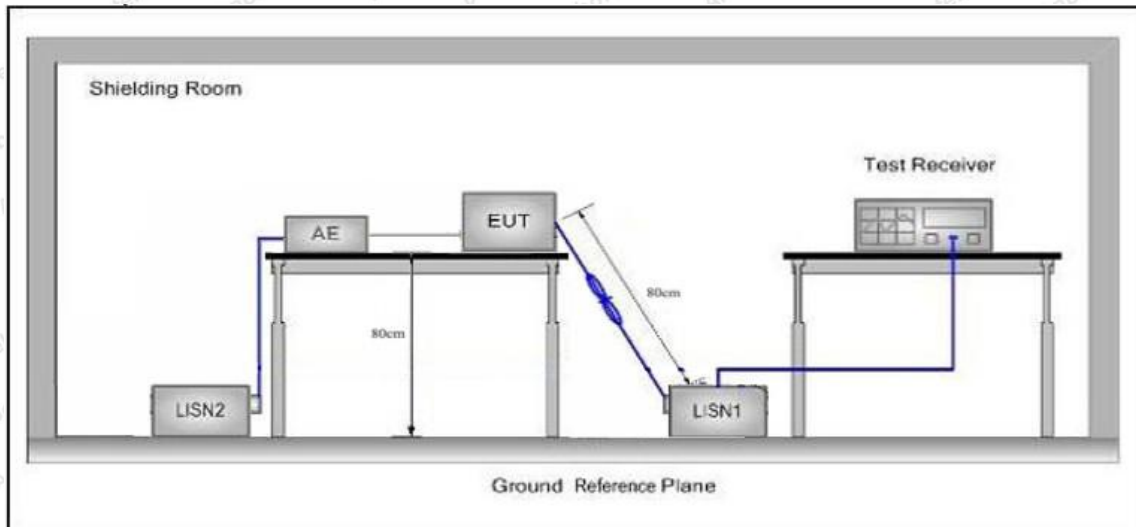 Shielding Room
Test Receiver
EUT
AE
80cm
80cm
LISN2
LISN1
Ground Reference Plane